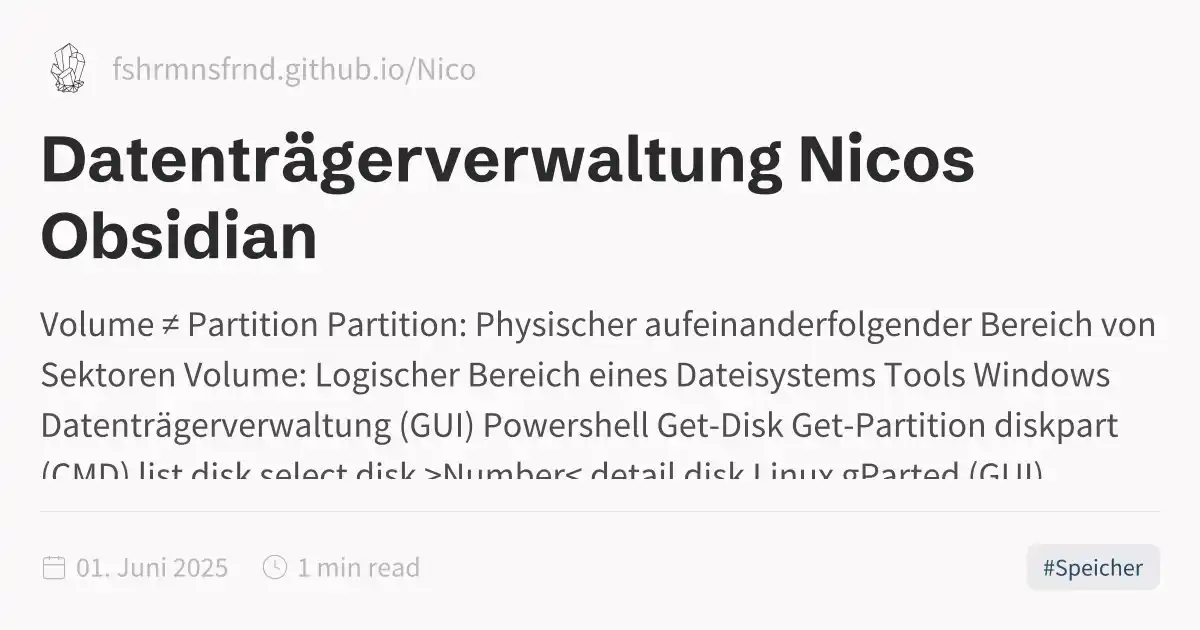 fshrmnsfrnd.github.io/Nico
Datenträgerverwaltung Nicos
Obsidian
Volume ≠ Partition Partition: Physischer aufeinanderfolgender Bereich von
Sektoren Volume: Logischer Bereich eines Dateisystems Tools Windows
Datenträgerverwaltung (GUI) Powershell Get-Disk Get-Partition diskpart
(CMD) list disk select disk >Number< detail disk Linux gParted (GUI)
01. Juni 2025
1 min read
#Speicher